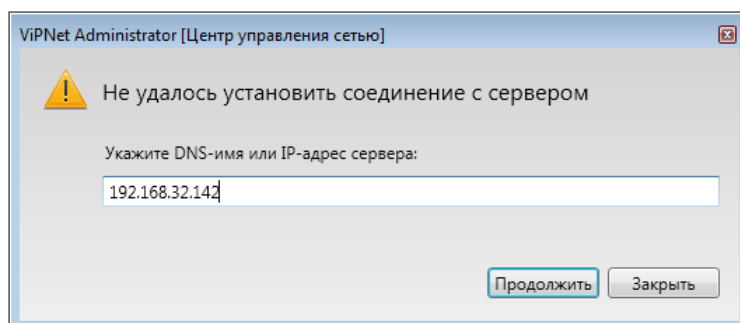 ViPNet Administrator [Центр управления сетью]
Не удалось установить соединение с сервером
Укажите DNS-имя или IP-адрес сервера:
192.168.32.142
Продолжить Закрыть